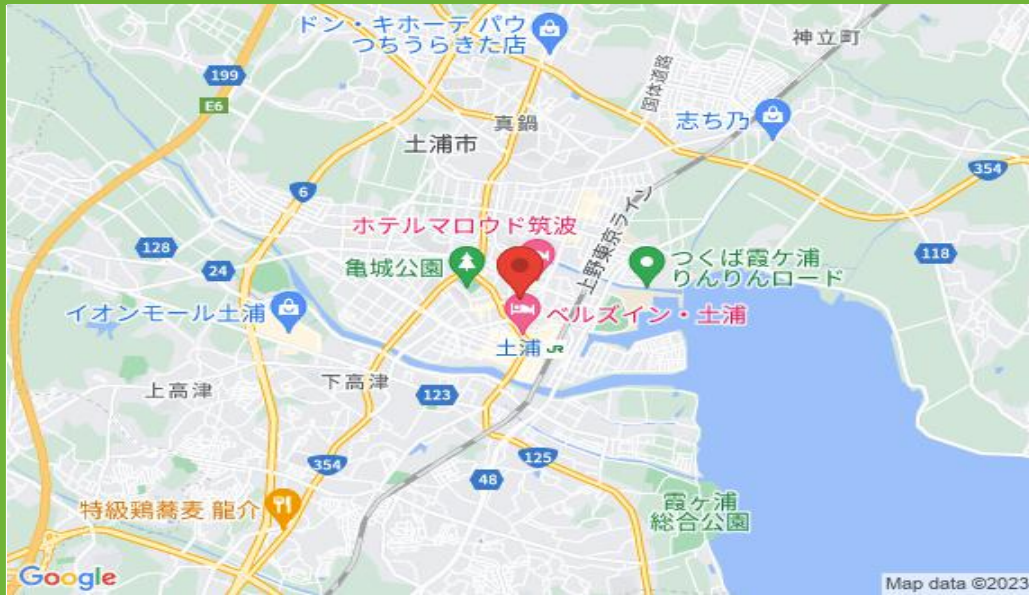 ドン・キホーテ パウ
つちうらきた店
神立町
199
E6
国体道路
真鍋
志ち乃
土浦市
354
6
上野東京ライン
ホテルマロウド筑波
128
24
亀城公園
つくば霞ヶ浦
りんりんロード
118
イオンモール土浦
ベルズイン・土浦
土浦 JR
上高津
下高津
123
354
125
48
特級鶏蕎麦 龍介
霞ヶ浦
総合公園
Google
Map data ©2023